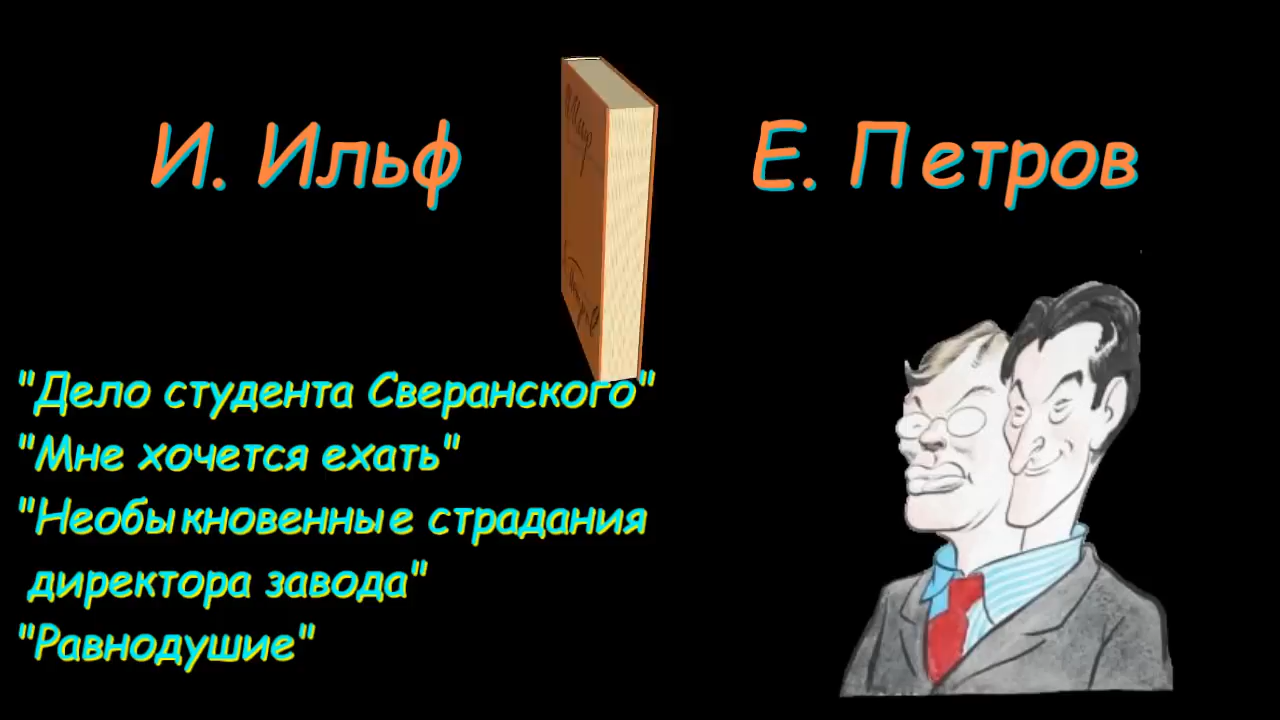 И. Ильф
Е. Петров
"Дело студента Сверанского"
"Мне хочется ехать"
"Необыкновенные страдания
директора завода"
"Равнодушие"